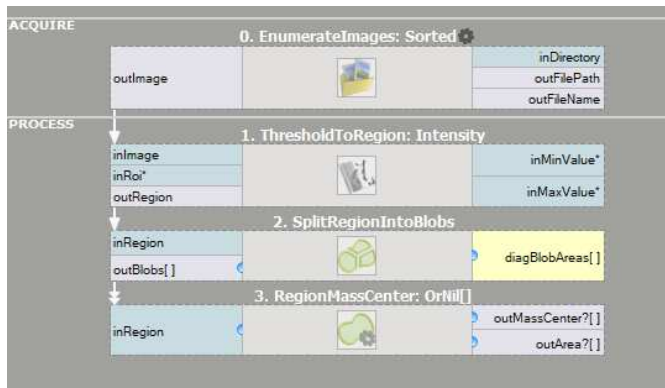 ACQUIRE
0. EnumerateImages: Sorted
outImage
inDirectory
outFilePath
outFileName
PROCESS
1. ThresholdToRegion: Intensity
inImage
inRoi*
outRegion
inMinValue*
inMaxValue*
2. SplitRegionIntoBlobs
inRegion
outBlobs[ ]
diagBlobAreas[ ]
3. RegionMassCenter: OrNil[]
inRegion
outMassCenter?[ ]
outArea?[ ]